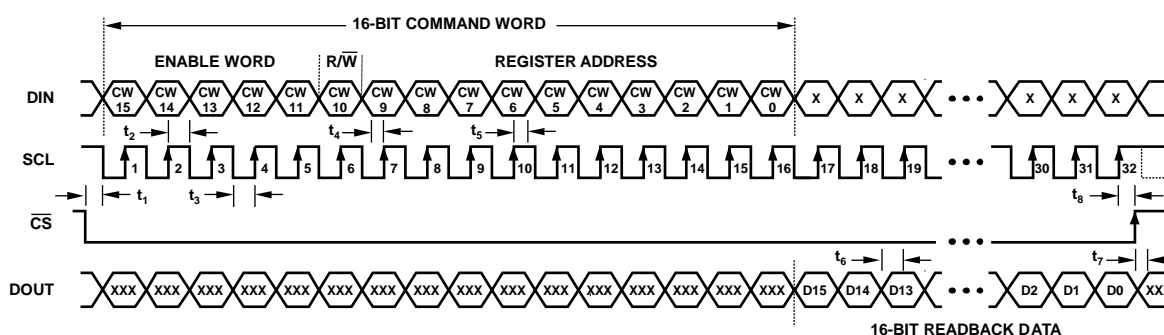 16-BIT COMMAND WORD
ENABLE WORD R/W REGISTER ADDRESS
DIN CW 15 CW 14 CW 13 CW 12 CW 11 CW 10 CW 9 CW 8 CW 7 CW 6 CW 5 CW 4 CW 3 CW 2 CW 1 CW 0 X X X X X X
t2 t4 t5
SCL 1 2 3 4 5 6 7 8 9 10 11 12 13 14 15 16 17 18 19 30 31 32
t1 t3 t8
CS
t6 t7
DOUT XXX XXX XXX XXX XXX XXX XXX XXX XXX XXX XXX XXX XXX XXX XXX XXX D15 D14 D13 D2 D1 D0 XX
16-BIT READBACK DATA